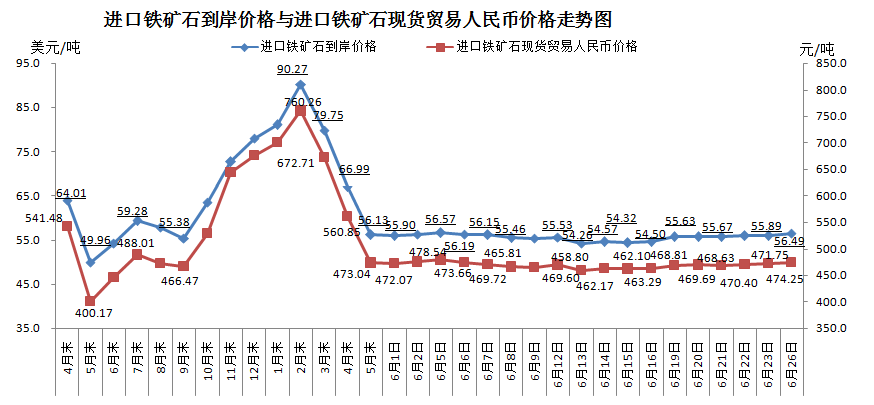 进口铁矿石到岸价格与进口铁矿石现货贸易人民币价格走势图
美元/吨
进口铁矿石到岸价格
进口铁矿石现货贸易人民币价格
元/吨
95.0
85.0
75.0
65.0
55.0
45.0
35.0
850.0
800.0
750.0
700.0
650.0
600.0
550.0
500.0
450.0
400.0
350.0
64.01
49.96
59.28
55.38
90.27
79.75
66.99
56.13
55.90
56.57
56.19
56.15
55.46
55.53
54.26
54.57
54.32
54.50
55.63
55.67
55.89
56.49
541.48
400.17
488.01
466.47
672.71
760.26
560.85
473.04
472.07
478.54
473.66
469.72
465.81
469.60
458.80
462.17
462.10
463.29
468.81
469.69
468.63
470.40
471.75
474.25
4月末
5月末
6月末
7月末
8月末
9月末
10月末
11月末
12月末
1月末
2月末
3月末
4月末
5月末
6月1日
6月2日
6月5日
6月6日
6月7日
6月8日
6月9日
6月12日
6月13日
6月14日
6月15日
6月16日
6月19日
6月20日
6月21日
6月22日
6月23日
6月26日